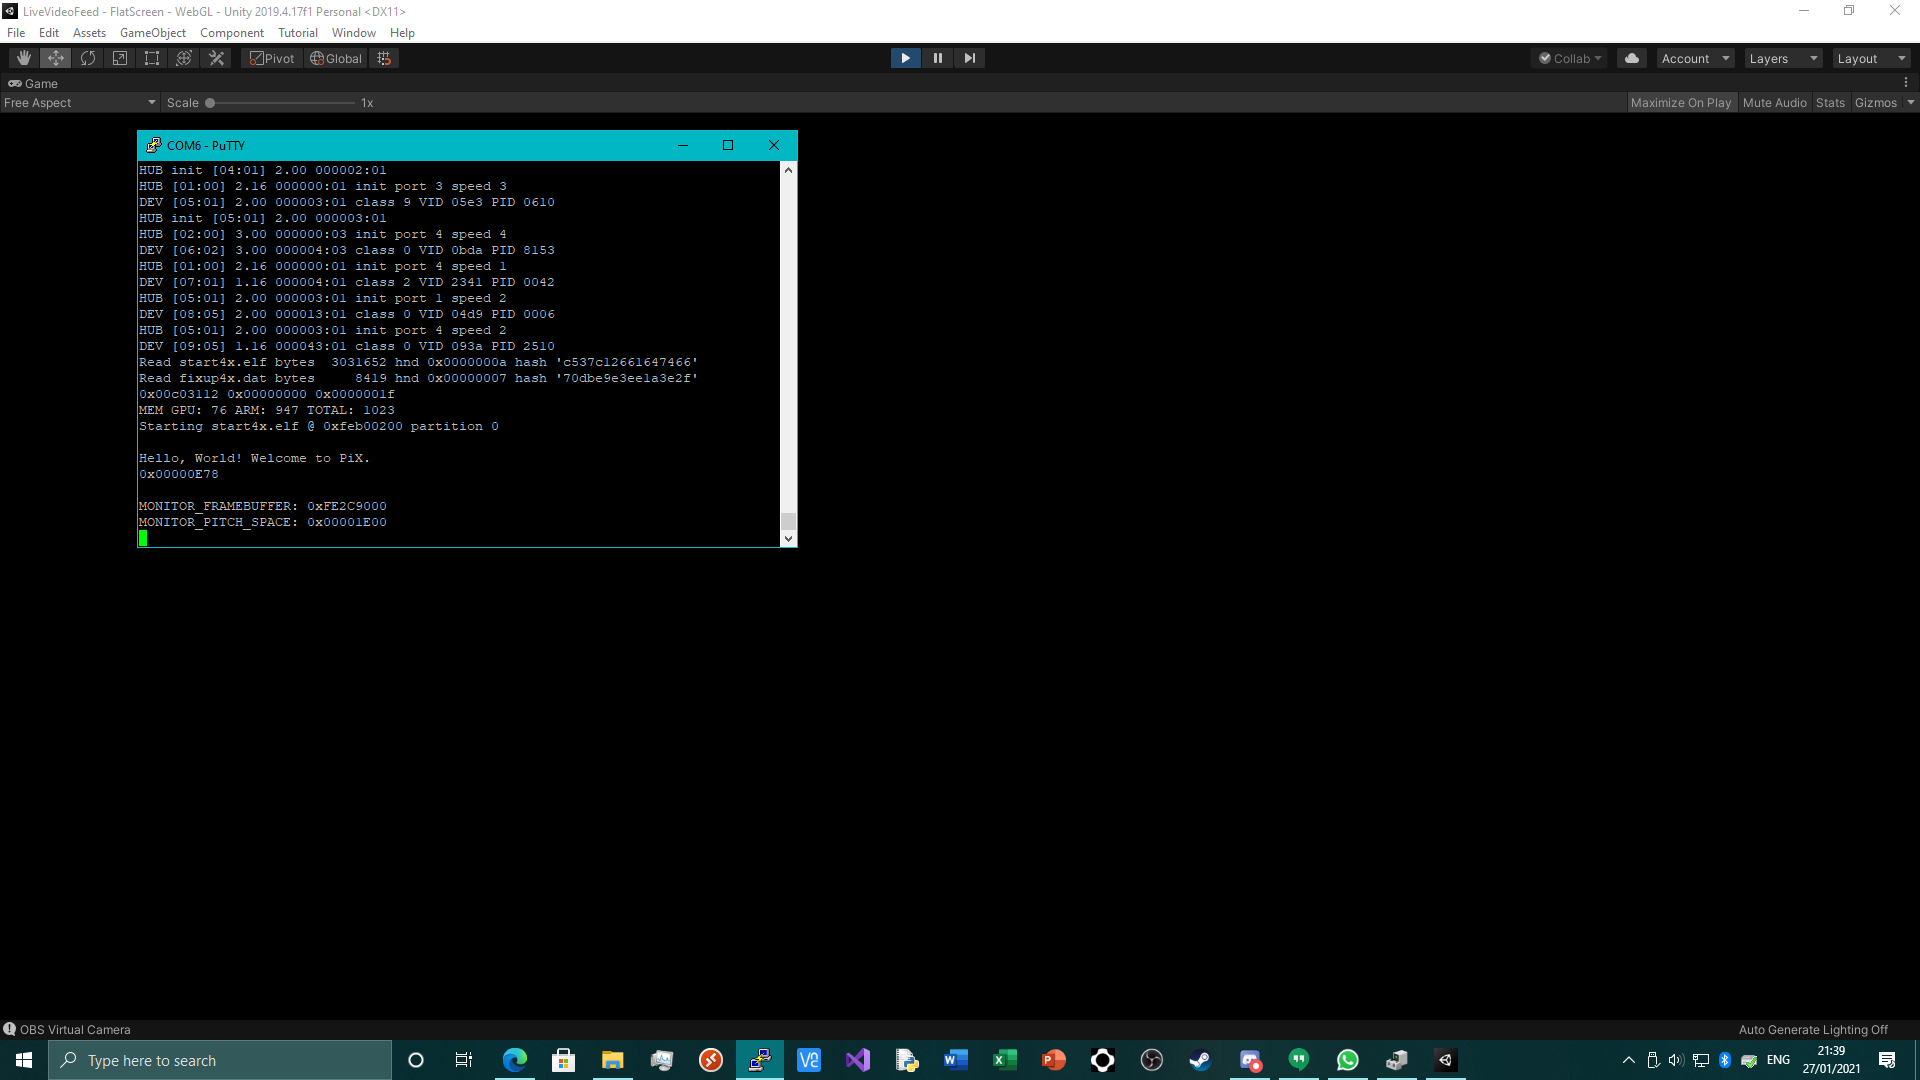 LiveVideoFeed - FlatScreen - WebGL - Unity 2019.4.17f1 Personal <DX11>
File Edit Assets GameObject Component Tutorial Window Help
Pivot Global Collab Account Layers Layout
Game
Free Aspect Scale 1x Maximize On Play Mute Audio Stats Gizmos
COM6 - PuTTY
HUB init [04:01] 2.00 000002:01
HUB [01:00] 2.16 000000:01 init port 3 speed 3
DEV [05:01] 2.00 000003:01 class 9 VID 05e3 PID 0610
HUB init [05:01] 2.00 000003:01
HUB [02:00] 3.00 000000:03 init port 4 speed 4
DEV [06:02] 3.00 000004:03 class 0 VID 0bda PID 8153
HUB [01:00] 2.16 000000:01 init port 4 speed 1
DEV [07:01] 1.16 000004:01 class 2 VID 2341 PID 0042
HUB [05:01] 2.00 000003:01 init port 1 speed 2
DEV [08:05] 2.00 000013:01 class 0 VID 04d9 PID 0006
HUB [05:01] 2.00 000003:01 init port 4 speed 2
DEV [09:05] 1.16 000043:01 class 0 VID 093a PID 2510
Read start4x.elf bytes  3031652 hnd 0x0000000a hash 'c537c12661647466'
Read fixup4x.dat bytes     8419 hnd 0x00000007 hash '70dbe9e3ee1a3e2f'
0x00c03112 0x00000000 0x0000001f
MEM GPU: 76 ARM: 947 TOTAL: 1023
Starting start4x.elf @ 0xfeb00200 partition 0
Hello, World! Welcome to PiX.
0x00000E78
MONITOR_FRAMEBUFFER: 0xFE2C9000
MONITOR_PITCH_SPACE: 0x00001E00
OBS Virtual Camera Auto Generate Lighting Off
Type here to search ENG 21:39
27/01/2021